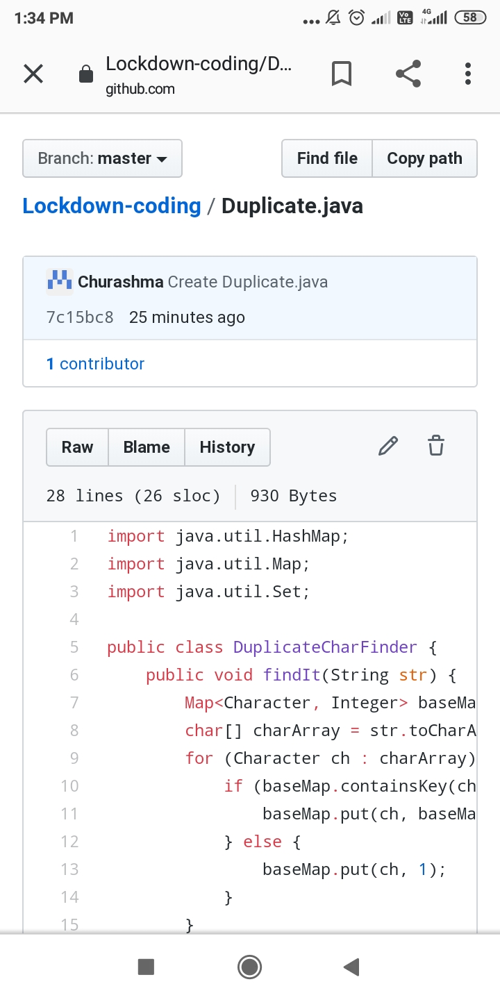 1:34 PM
Vo LTE 4G 58
Lockdown-coding/D...
github.com
Branch: master
Find file Copy path
Lockdown-coding / Duplicate.java
Churashma Create Duplicate.java
7c15bc8 25 minutes ago
1 contributor
Raw Blame History
28 lines (26 sloc) 930 Bytes
1 import java.util.HashMap;
2 import java.util.Map;
3 import java.util.Set;
4
5 public class DuplicateCharFinder {
6 public void findIt(String str) {
7 Map<Character, Integer> baseMa
8 char[] charArray = str.toCharA
9 for (Character ch : charArray)
10 if (baseMap.containsKey(ch
11 baseMap.put(ch, baseMa
12 } else {
13 baseMap.put(ch, 1);
14 }
15 }